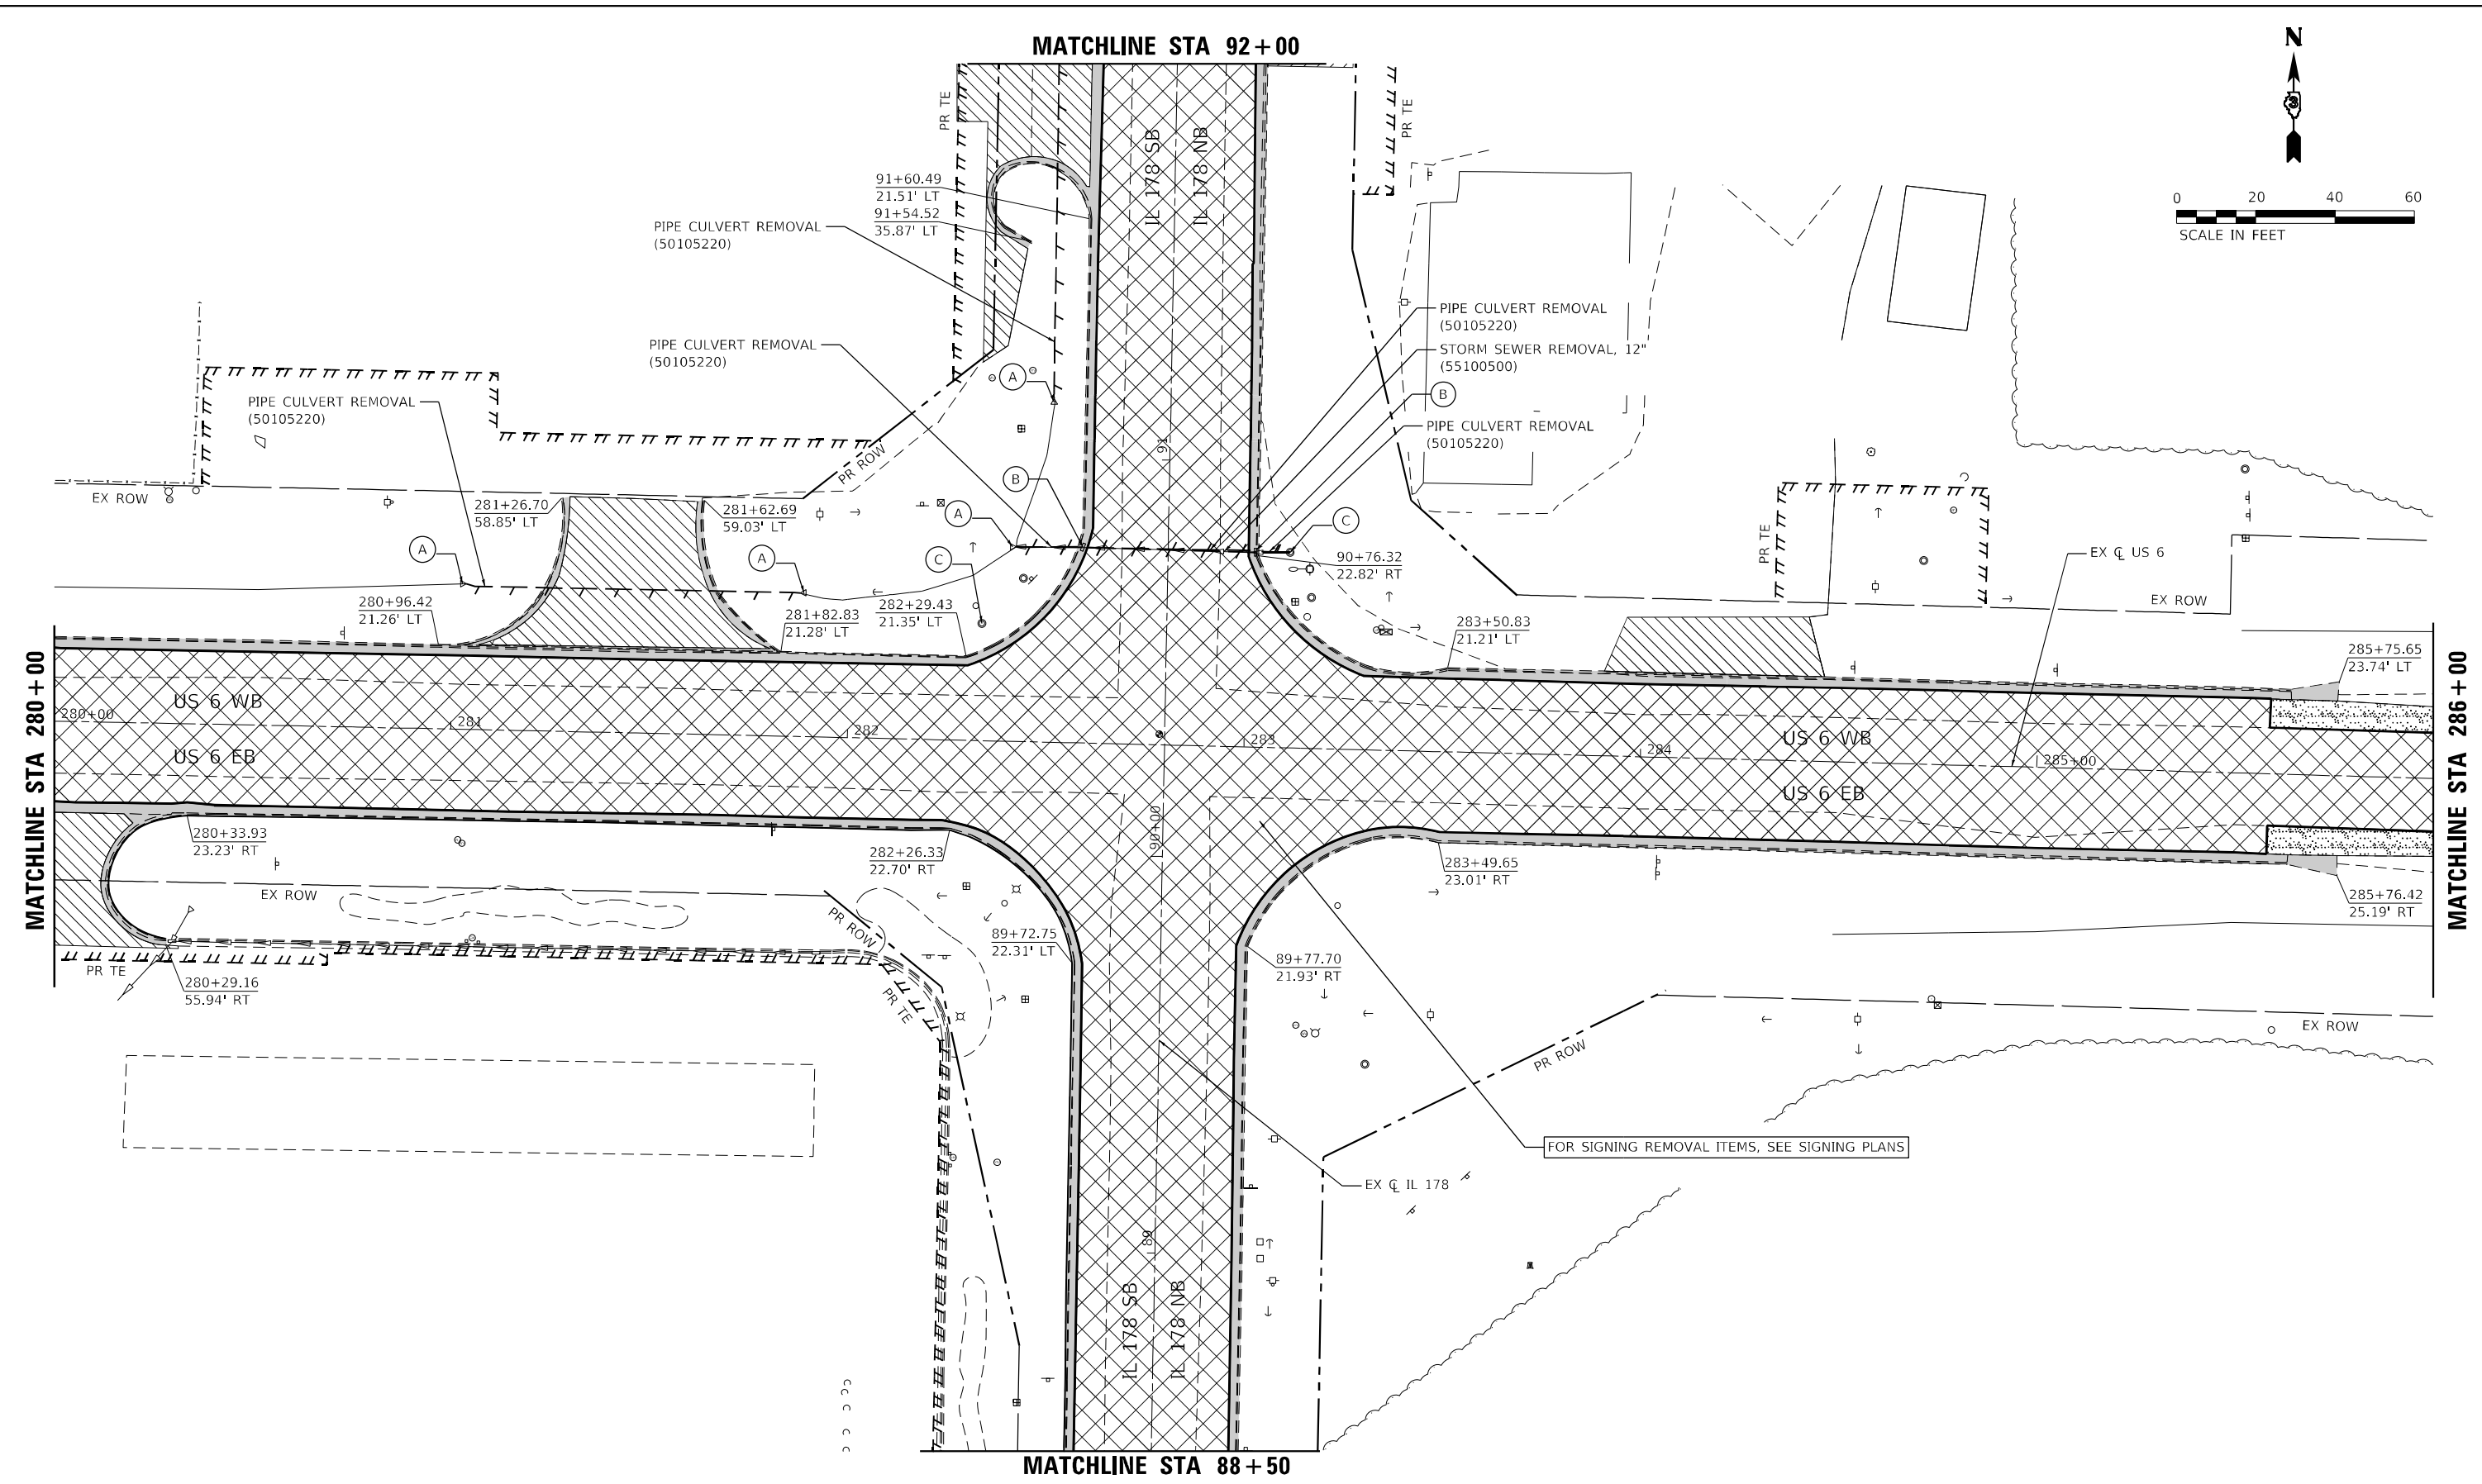 MATCHLINE STA 92+00
N
3
0 20 40 60
SCALE IN FEET
PR TE
PR TE
IL 178 SB
IL 178 NB
91+60.49
21.51' LT
91+54.52
35.87' LT
PIPE CULVERT REMOVAL
(50105220)
PIPE CULVERT REMOVAL
(50105220)
PIPE CULVERT REMOVAL
(50105220)
STORM SEWER REMOVAL, 12"
(55100500)
B
PIPE CULVERT REMOVAL
(50105220)
PIPE CULVERT REMOVAL
(50105220)
A
PR ROW
91
B
EX ROW
281+26.70
58.85' LT
281+62.69
59.03' LT
A
C
A
A
C
90+76.32
22.82' RT
PR TE
EX ℄ US 6
EX ROW
280+96.42
21.26' LT
281+82.83
21.28' LT
282+29.43
21.35' LT
283+50.83
21.21' LT
285+75.65
23.74' LT
MATCHLINE STA 280+00
MATCHLINE STA 286+00
US 6 WB
280+00
281
282
283
284
285+00
US 6 WB
US 6 EB
US 6 EB
90+00
280+33.93
23.23' RT
282+26.33
22.70' RT
283+49.65
23.01' RT
285+76.42
25.19' RT
EX ROW
PR ROW
89+72.75
22.31' LT
89+77.70
21.93' RT
PR TE
280+29.16
55.94' RT
PR TE
EX ROW
PR ROW
FOR SIGNING REMOVAL ITEMS, SEE SIGNING PLANS
EX ℄ IL 178
89
IL 178 SB
IL 178 NB
MATCHLINE STA 88+50